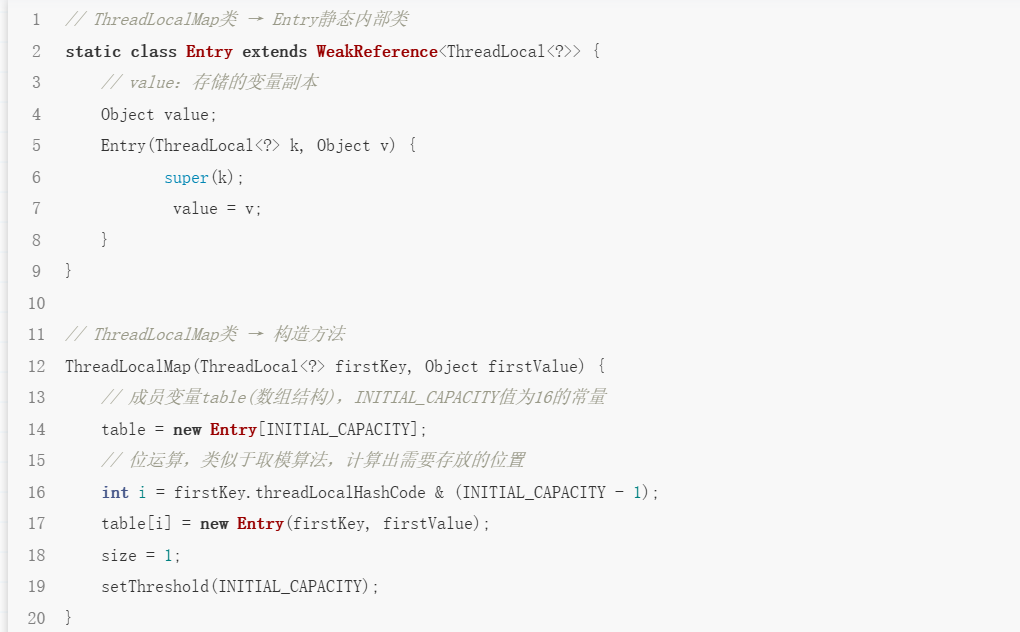 1 // ThreadLocalMap类 → Entry静态内部类
2 static class Entry extends WeakReference<ThreadLocal<?>> {
3     // value：存储的变量副本
4     Object value;
5     Entry(ThreadLocal<?> k, Object v) {
6            super(k);
7             value = v;
8     }
9 }
10
11 // ThreadLocalMap类 → 构造方法
12 ThreadLocalMap(ThreadLocal<?> firstKey, Object firstValue) {
13     // 成员变量table(数组结构)，INITIAL_CAPACITY值为16的常量
14     table = new Entry[INITIAL_CAPACITY];
15     // 位运算，类似于取模算法，计算出需要存放的位置
16     int i = firstKey.threadLocalHashCode & (INITIAL_CAPACITY - 1);
17     table[i] = new Entry(firstKey, firstValue);
18     size = 1;
19     setThreshold(INITIAL_CAPACITY);
20 }